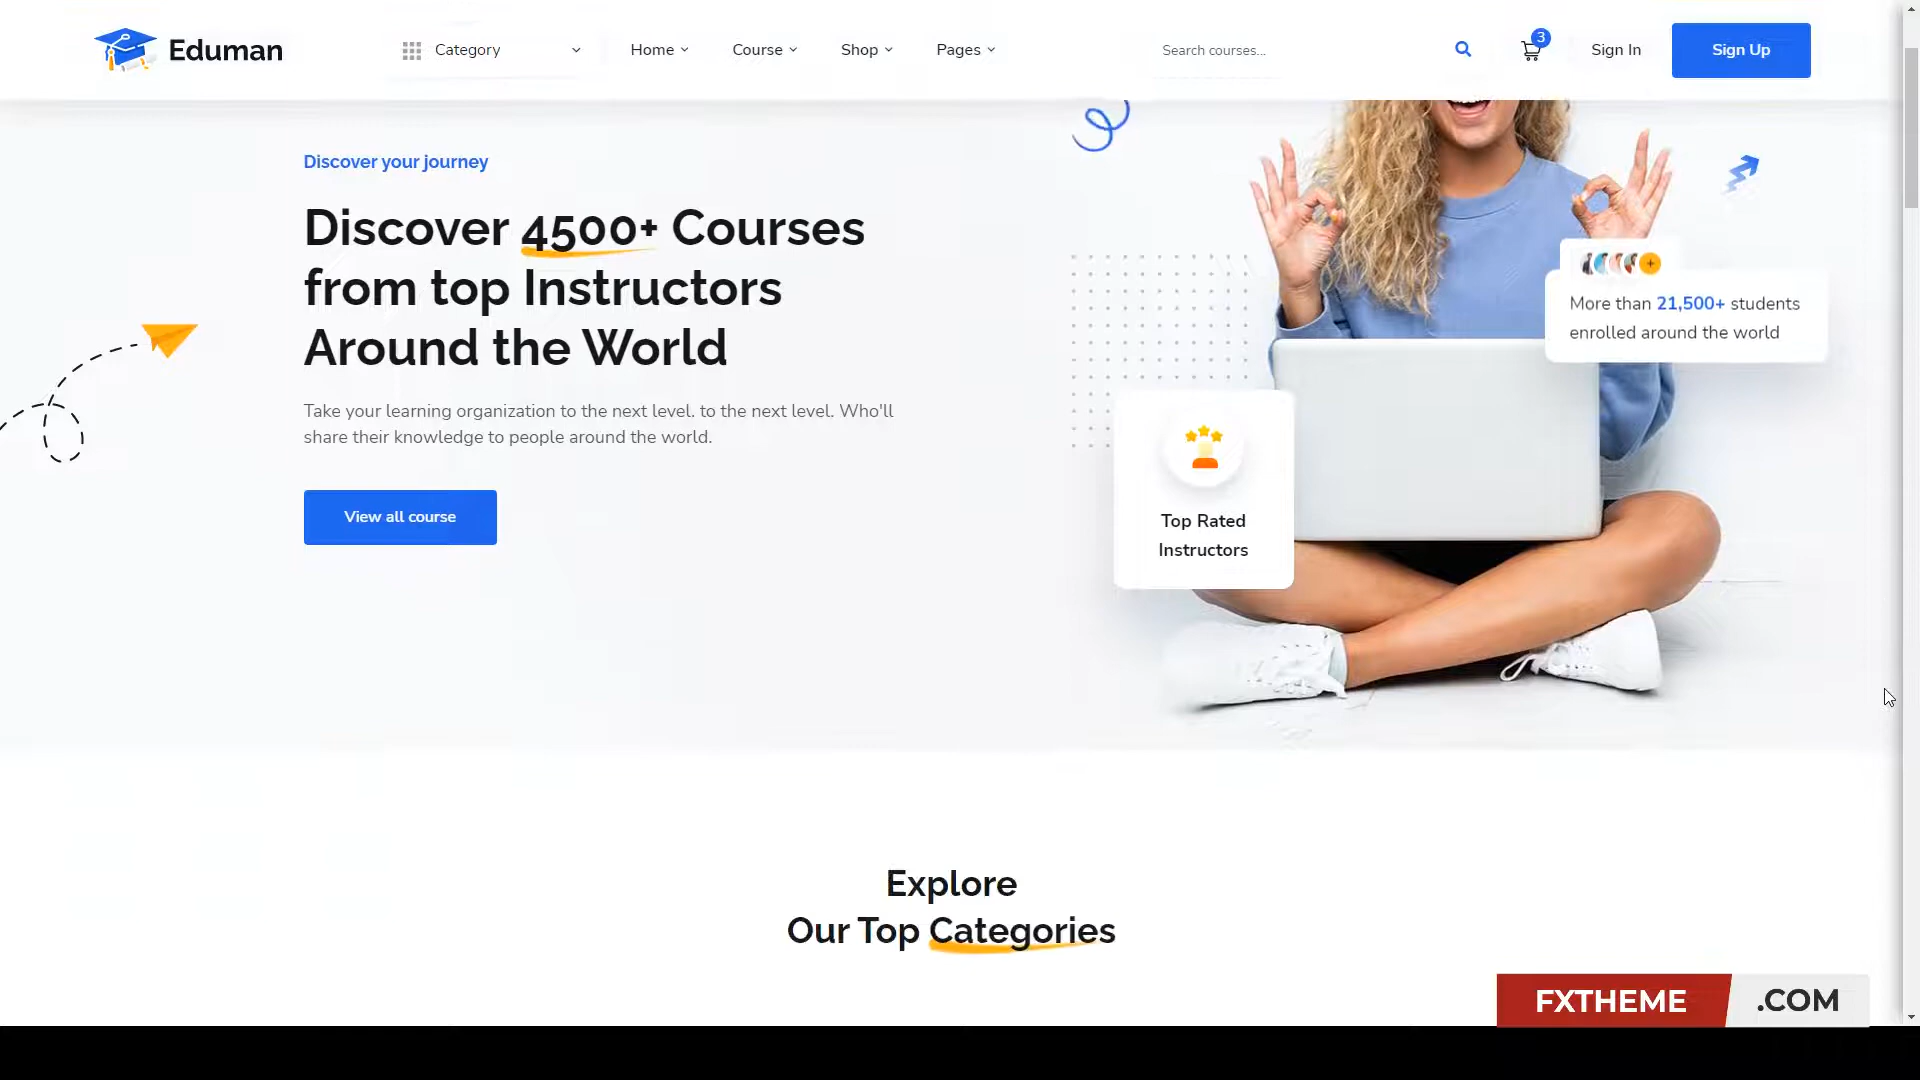 Eduman
Category
Home
Course
Shop
Pages
Search courses...
3
Sign In
Sign Up
Discover your journey
Discover 4500+ Courses
from top Instructors
Around the World
Take your learning organization to the next level. to the next level. Who'll
share their knowledge to people around the world.
View all course
More than 21,500+ students
enrolled around the world
Top Rated
Instructors
Explore
Our Top Categories
FXTHEME.COM